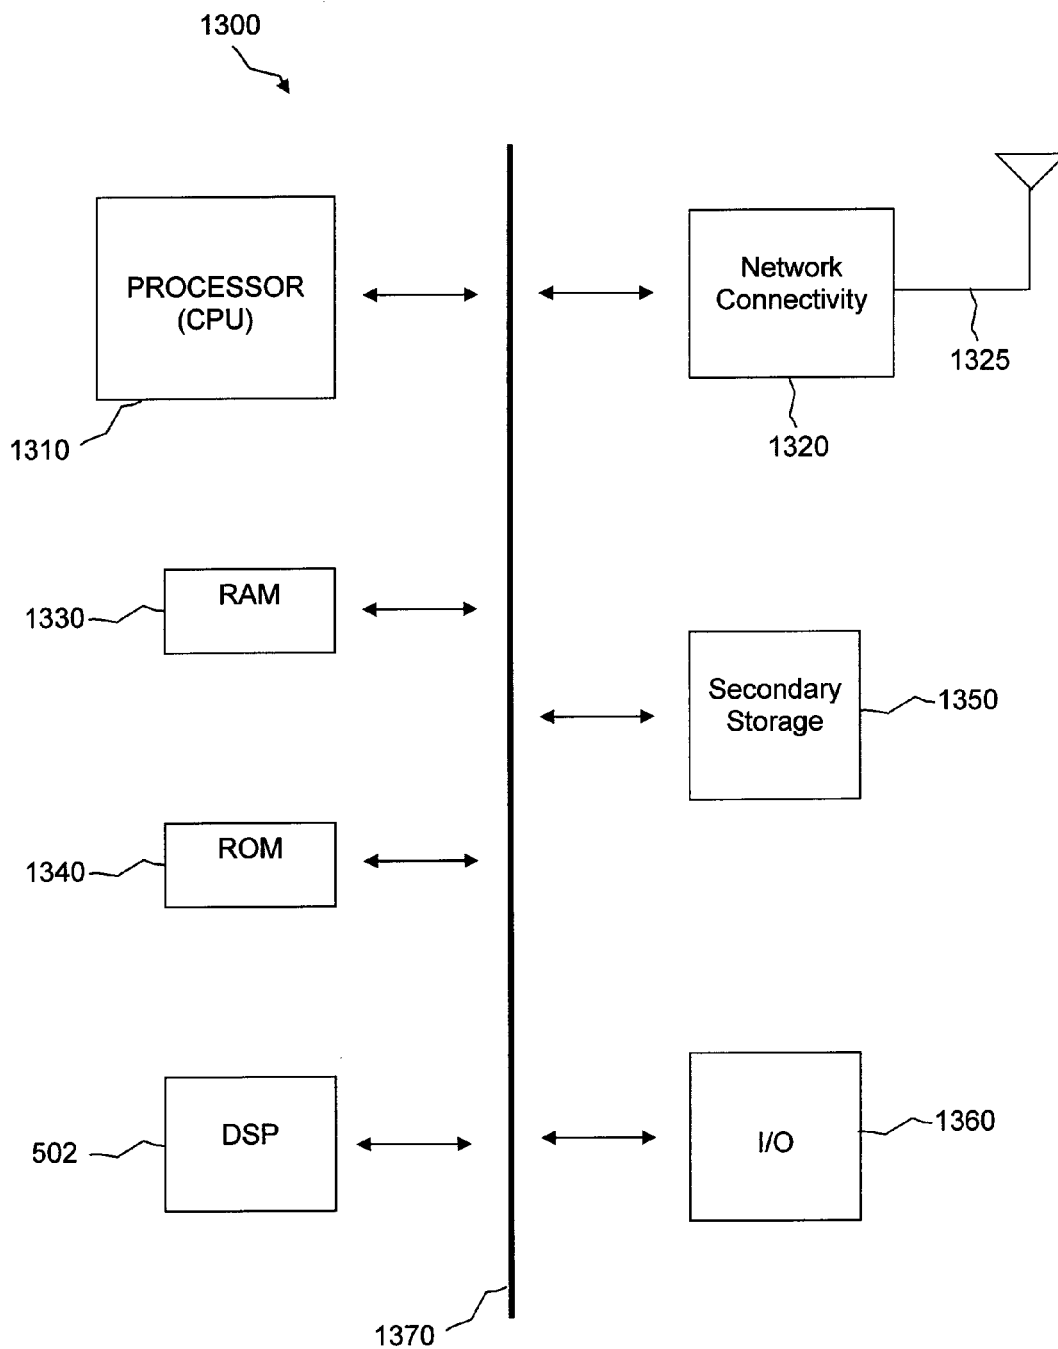 1300
PROCESSOR
(CPU)
1310
Network
Connectivity
1325
1320
RAM
1330
Secondary
Storage
1350
ROM
1340
DSP
502
I/O
1360
1370